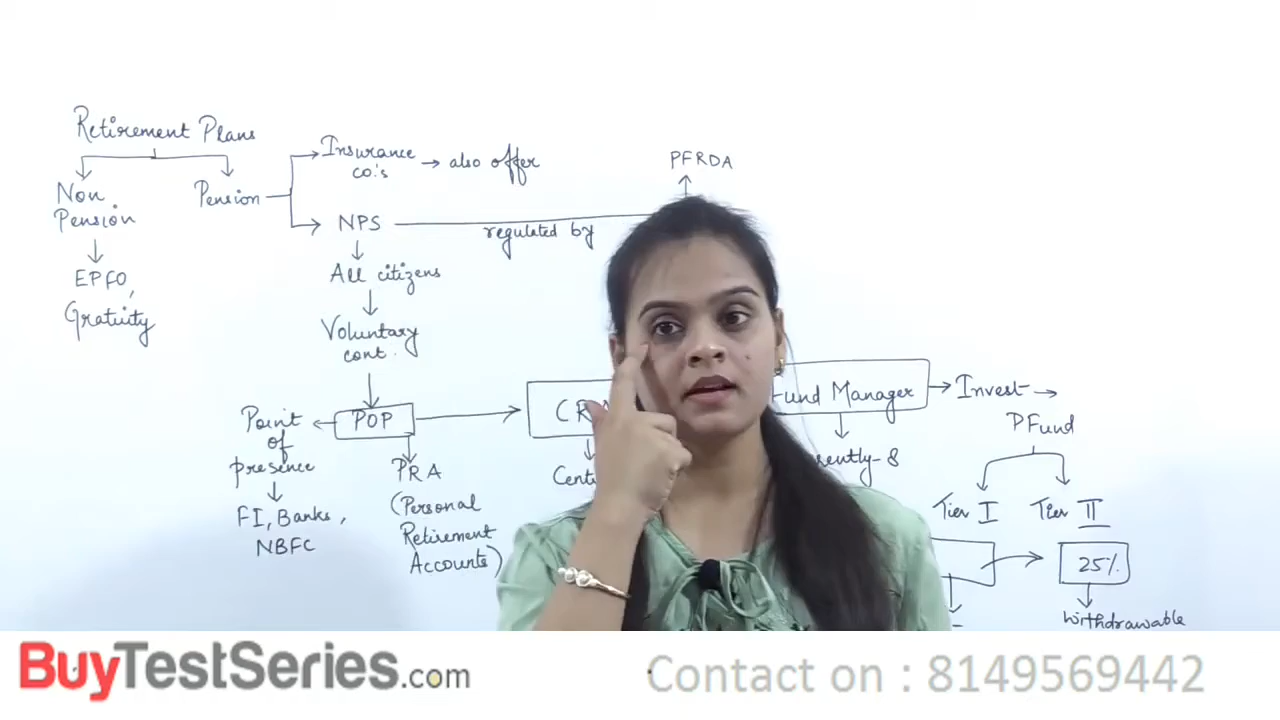 Retirement Plans
Non
Pension
EPFO,
Gratuity
Pension
Insurance
co's
also offer
NPS
regulated by
PFRDA
All citizens
Voluntary
cont.
POP
Point
of
presence
FI, Banks,
NBFC
PRA
(Personal
Retirement
Accounts)
Fund Manager
Invest
PFund
Tier I
Tier II
25%
withdrawable
BuyTestSeries.com
Contact on : 8149569442